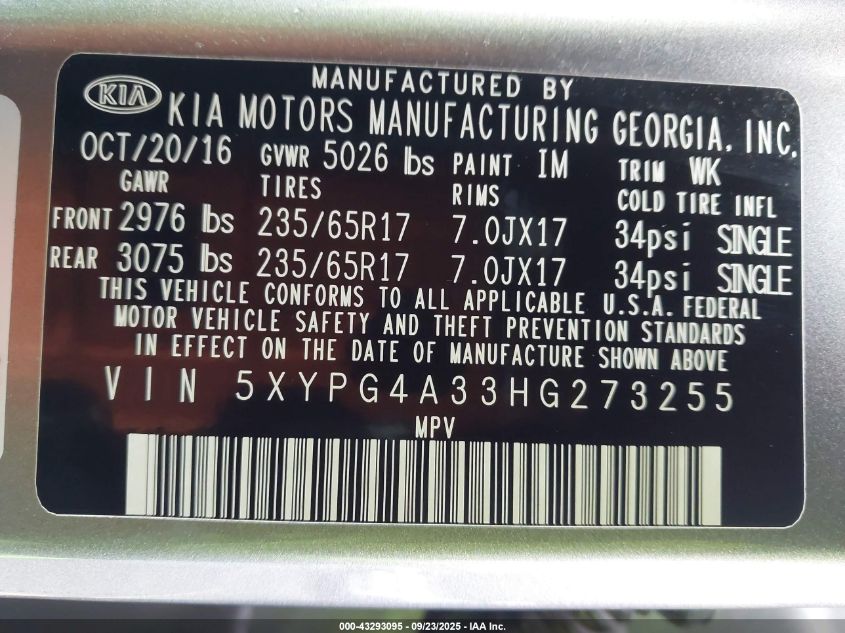 MANUFACTURED BY
KIA KIA MOTORS MANUFACTURING GEORGIA, INC.
OCT/20/16 GVWR 5026 lbs PAINT IM TRIM WK
GAWR TIRES RIMS COLD TIRE INFL
FRONT 2976 lbs 235/65R17 7.0JX17 34psi SINGLE
REAR 3075 lbs 235/65R17 7.0JX17 34psi SINGLE
THIS VEHICLE CONFORMS TO ALL APPLICABLE U.S.A. FEDERAL
MOTOR VEHICLE SAFETY AND THEFT PREVENTION STANDARDS
IN EFFECT ON THE DATE OF MANUFACTURE SHOWN ABOVE
VIN 5XYPG4A33HG273255
MPV
000-43293095 - 09/23/2025 - IAA Inc.